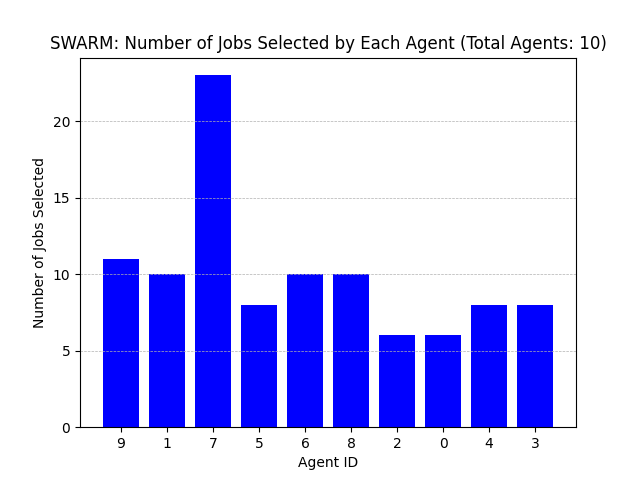 SWARM: Number of Jobs Selected by Each Agent (Total Agents: 10)
Number of Jobs Selected
20
15
10
5
0
9 1 7 5 6 8 2 0 4 3
Agent ID